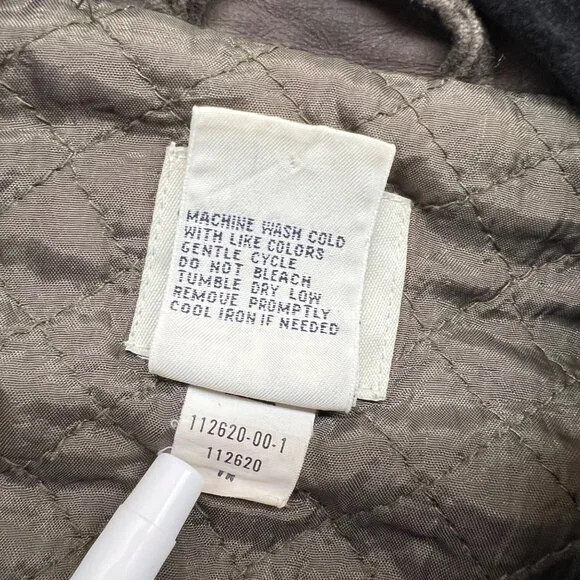 MACHINE WASH COLD
WITH LIKE COLORS
GENTLE CYCLE
DO NOT BLEACH
TUMBLE DRY LOW
REMOVE PROMPTLY
COOL IRON IF NEEDED
112620-00-1
112620